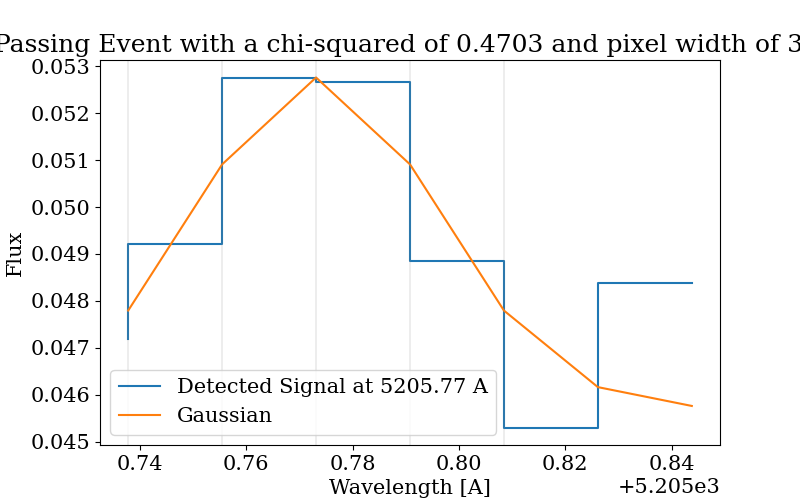 Passing Event with a chi-squared of 0.4703 and pixel width of 3
0.053
0.052
0.051
0.050
0.049
0.048
0.047
0.046
0.045
Flux
Detected Signal at 5205.77 A
Gaussian
0.74 0.76 0.78 0.80 0.82 0.84
Wavelength [A]
+5.205e3